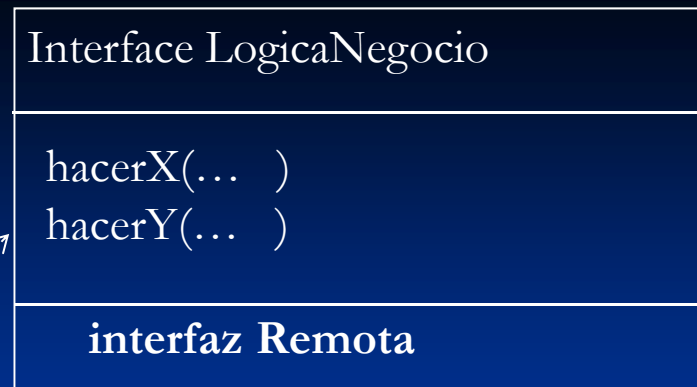 Interface LogicaNegocio
hacerX(… )
hacerY(… )
interfaz Remota